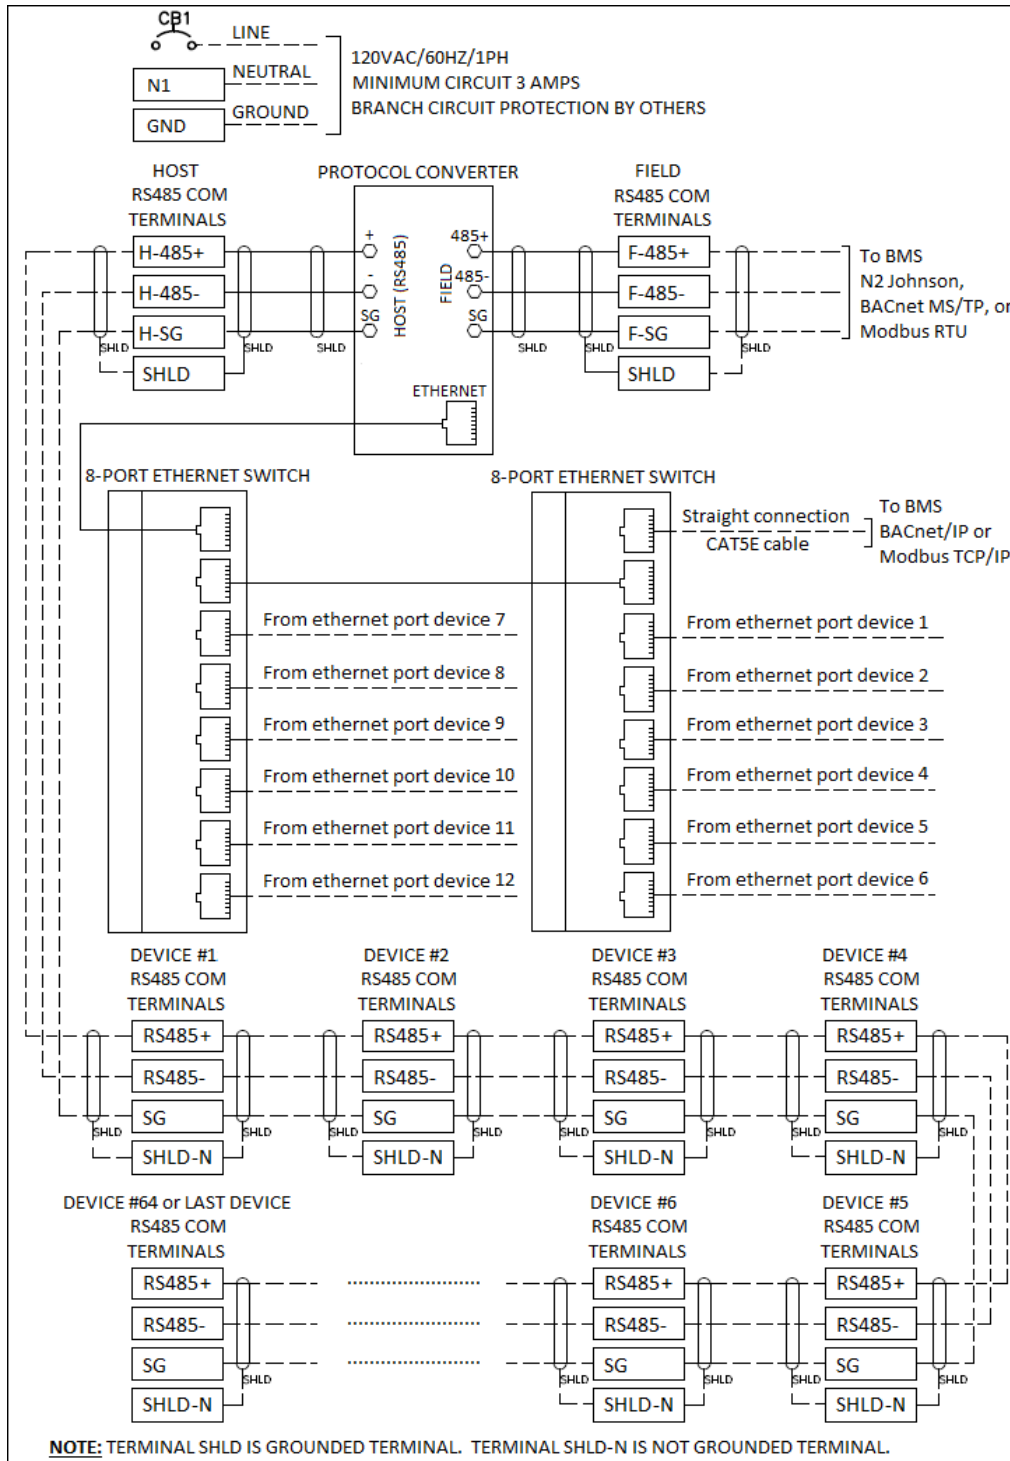 CB1
LINE
N1
NEUTRAL
GND
GROUND
120VAC/60HZ/1PH
MINIMUM CIRCUIT 3 AMPS
BRANCH CIRCUIT PROTECTION BY OTHERS
HOST
RS485 COM
TERMINALS
H-485+
H-485-
H-SG
SHLD
SHLD
SHLD
SHLD
PROTOCOL CONVERTER
+
-
SG
HOST (RS485)
FIELD
485+
485-
SG
ETHERNET
FIELD
RS485 COM
TERMINALS
F-485+
F-485-
F-SG
SHLD
SHLD
SHLD
SHLD
To BMS
N2 Johnson,
BACnet MS/TP, or
Modbus RTU
8-PORT ETHERNET SWITCH
From ethernet port device 7
From ethernet port device 8
From ethernet port device 9
From ethernet port device 10
From ethernet port device 11
From ethernet port device 12
8-PORT ETHERNET SWITCH
Straight connection
CAT5E cable
To BMS
BACnet/IP or
Modbus TCP/IP
From ethernet port device 1
From ethernet port device 2
From ethernet port device 3
From ethernet port device 4
From ethernet port device 5
From ethernet port device 6
DEVICE #1
RS485 COM
TERMINALS
RS485+
RS485-
SG
SHLD-N
SHLD
SHLD
DEVICE #2
RS485 COM
TERMINALS
RS485+
RS485-
SG
SHLD-N
SHLD
SHLD
DEVICE #3
RS485 COM
TERMINALS
RS485+
RS485-
SG
SHLD-N
SHLD
SHLD
DEVICE #4
RS485 COM
TERMINALS
RS485+
RS485-
SG
SHLD-N
SHLD
SHLD
DEVICE #64 or LAST DEVICE
RS485 COM
TERMINALS
RS485+
RS485-
SG
SHLD-N
SHLD
DEVICE #6
RS485 COM
TERMINALS
RS485+
RS485-
SG
SHLD-N
SHLD
SHLD
DEVICE #5
RS485 COM
TERMINALS
RS485+
RS485-
SG
SHLD-N
SHLD
SHLD
NOTE: TERMINAL SHLD IS GROUNDED TERMINAL. TERMINAL SHLD-N IS NOT GROUNDED TERMINAL.